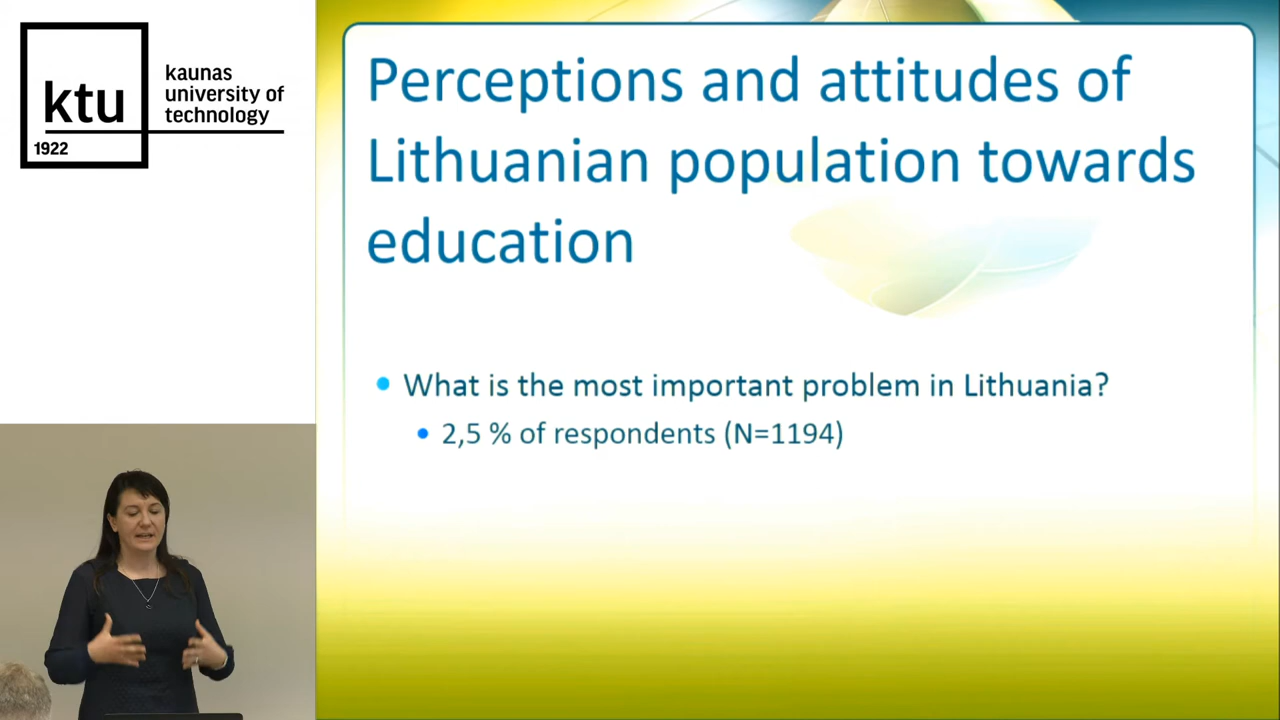 ktu
1922
kaunas
university of
technology
Perceptions and attitudes of
Lithuanian population towards
education
What is the most important problem in Lithuania?
2,5 % of respondents (N=1194)